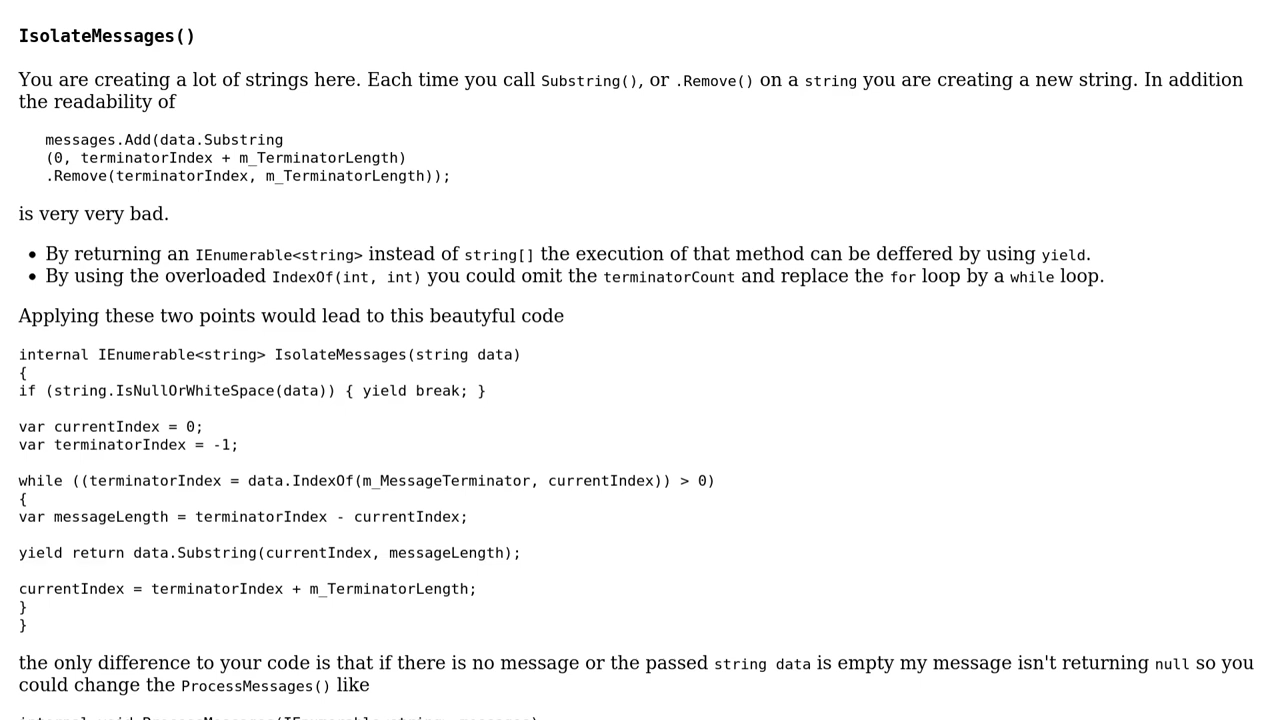 IsolateMessages()
You are creating a lot of strings here. Each time you call Substring(), or .Remove() on a string you are creating a new string. In addition
the readability of
messages.Add(data.Substring
(0, terminatorIndex + m_TerminatorLength)
.Remove(terminatorIndex, m_TerminatorLength));
is very very bad.
• By returning an IEnumerable<string> instead of string[] the execution of that method can be deffered by using yield.
• By using the overloaded IndexOf(int, int) you could omit the terminatorCount and replace the for loop by a while loop.
Applying these two points would lead to this beautyful code
internal IEnumerable<string> IsolateMessages(string data)
{
if (string.IsNullOrWhiteSpace(data)) { yield break; }
var currentIndex = 0;
var terminatorIndex = -1;
while ((terminatorIndex = data.IndexOf(m_MessageTerminator, currentIndex)) > 0)
{
var messageLength = terminatorIndex - currentIndex;
yield return data.Substring(currentIndex, messageLength);
currentIndex = terminatorIndex + m_TerminatorLength;
}
}
the only difference to your code is that if there is no message or the passed string data is empty my message isn't returning null so you
could change the ProcessMessages() like